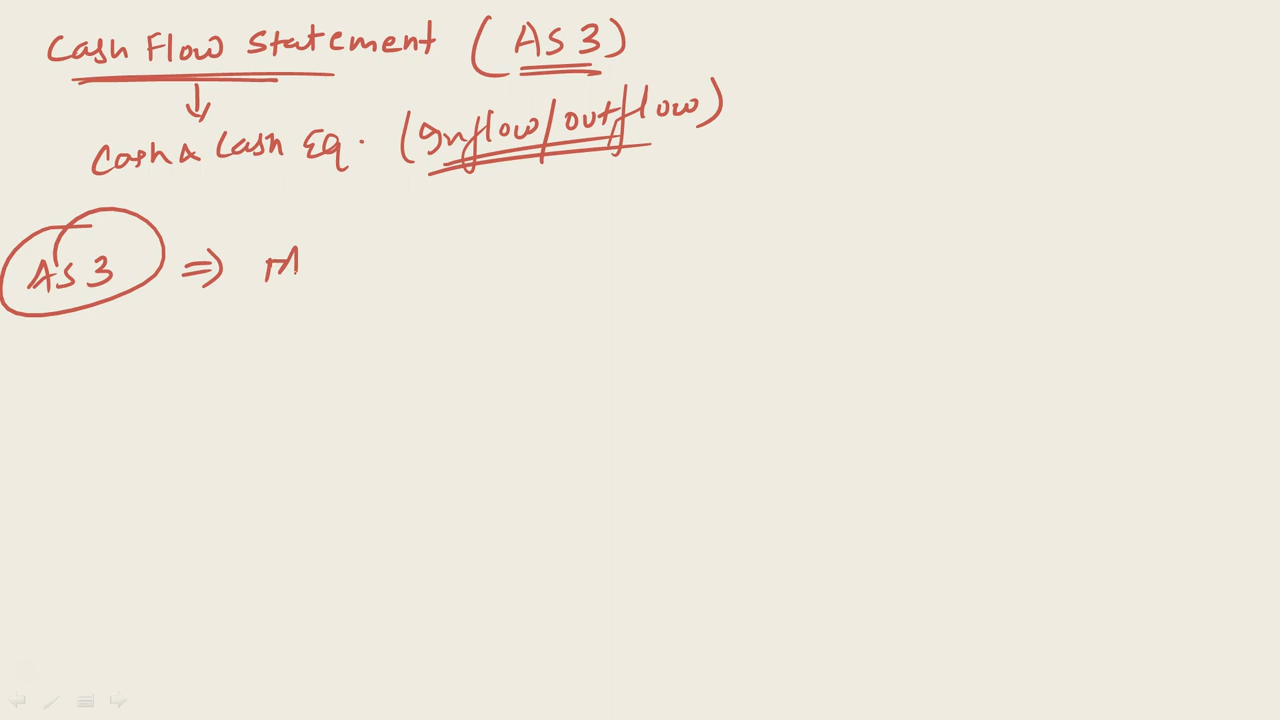 Cash Flow Statement (AS 3)
↓
Cash & Cash Eq. (Inflow/outflow)
AS 3 ⇒ M